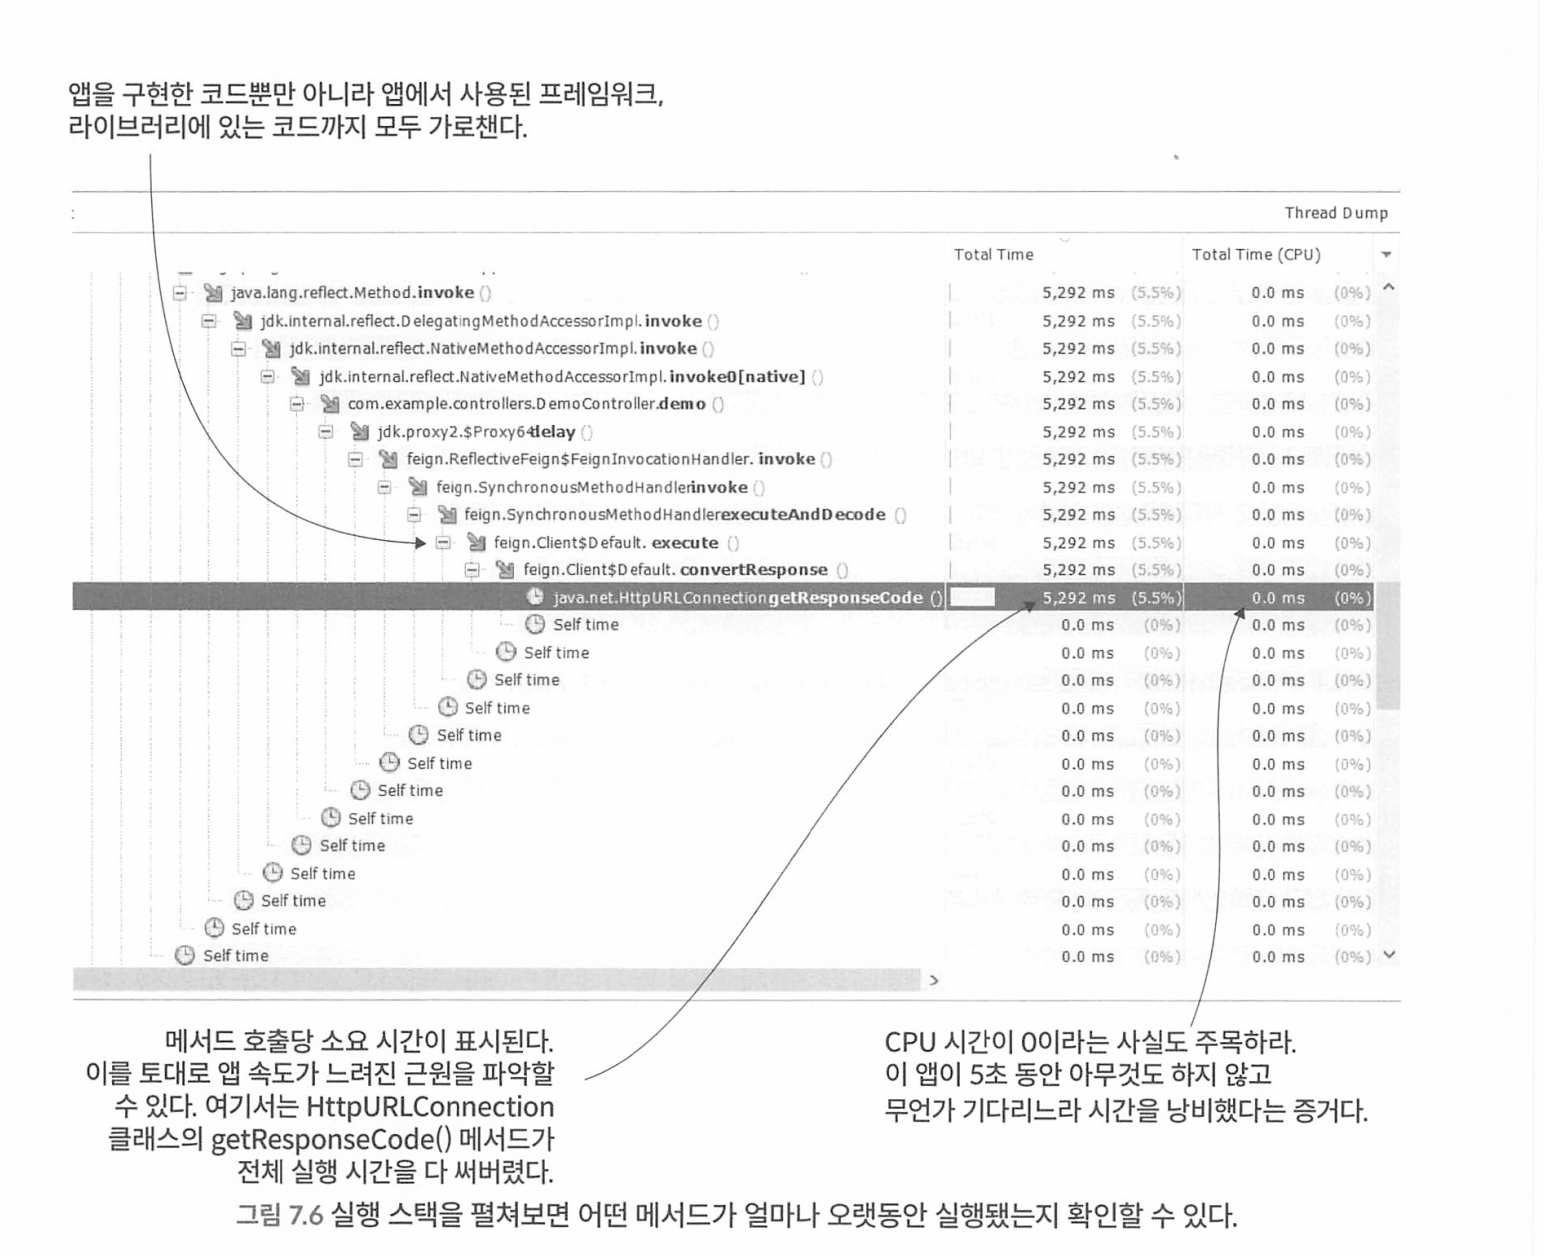 앱을 구현한 코드뿐만 아니라 앱에서 사용된 프레임워크,
라이브러리에 있는 코드까지 모두 가로챈다.
: Thread Dump
Total Time Total Time (CPU)
java.lang.reflect.Method.invoke () 5,292 ms (5.5%) 0.0 ms (0%)
jdk.internal.reflect.DelegatingMethodAccessorImpl.invoke () 5,292 ms (5.5%) 0.0 ms (0%)
jdk.internal.reflect.NativeMethodAccessorImpl.invoke () 5,292 ms (5.5%) 0.0 ms (0%)
jdk.internal.reflect.NativeMethodAccessorImpl.invoke0[native] () 5,292 ms (5.5%) 0.0 ms (0%)
com.example.controllers.DemoController.demo () 5,292 ms (5.5%) 0.0 ms (0%)
jdk.proxy2.$Proxy64delay () 5,292 ms (5.5%) 0.0 ms (0%)
feign.ReflectiveFeign$FeignInvocationHandler. invoke () 5,292 ms (5.5%) 0.0 ms (0%)
feign.SynchronousMethodHandlerinvoke () 5,292 ms (5.5%) 0.0 ms (0%)
feign.SynchronousMethodHandlerexecuteAndDecode () 5,292 ms (5.5%) 0.0 ms (0%)
feign.Client$Default. execute () 5,292 ms (5.5%) 0.0 ms (0%)
feign.Client$Default. convertResponse () 5,292 ms (5.5%) 0.0 ms (0%)
java.net.HttpURLConnectiongetResponseCode () 5,292 ms (5.5%) 0.0 ms (0%)
Self time 0.0 ms (0%) 0.0 ms (0%)
Self time 0.0 ms (0%) 0.0 ms (0%)
Self time 0.0 ms (0%) 0.0 ms (0%)
Self time 0.0 ms (0%) 0.0 ms (0%)
Self time 0.0 ms (0%) 0.0 ms (0%)
Self time 0.0 ms (0%) 0.0 ms (0%)
Self time 0.0 ms (0%) 0.0 ms (0%)
Self time 0.0 ms (0%) 0.0 ms (0%)
Self time 0.0 ms (0%) 0.0 ms (0%)
Self time 0.0 ms (0%) 0.0 ms (0%)
Self time 0.0 ms (0%) 0.0 ms (0%)
Self time 0.0 ms (0%) 0.0 ms (0%)
Self time 0.0 ms (0%) 0.0 ms (0%)
메서드 호출당 소요 시간이 표시된다.
이를 토대로 앱 속도가 느려진 근원을 파악할
수 있다. 여기서는 HttpURLConnection
클래스의 getResponseCode() 메서드가
전체 실행 시간을 다 써버렸다.
CPU 시간이 0이라는 사실도 주목하라.
이 앱이 5초 동안 아무것도 하지 않고
무언가 기다리느라 시간을 낭비했다는 증거다.
그림 7.6 실행 스택을 펼쳐보면 어떤 메서드가 얼마나 오랫동안 실행됐는지 확인할 수 있다.